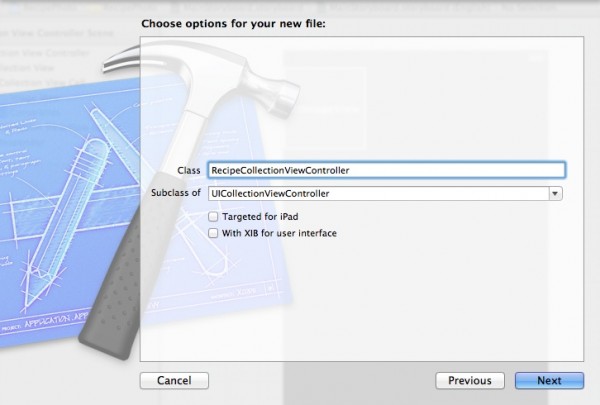 Choose options for your new file:
Class RecipeCollectionViewController
Subclass of UICollectionViewController
Targeted for iPad
With XIB for user interface
Cancel Previous Next